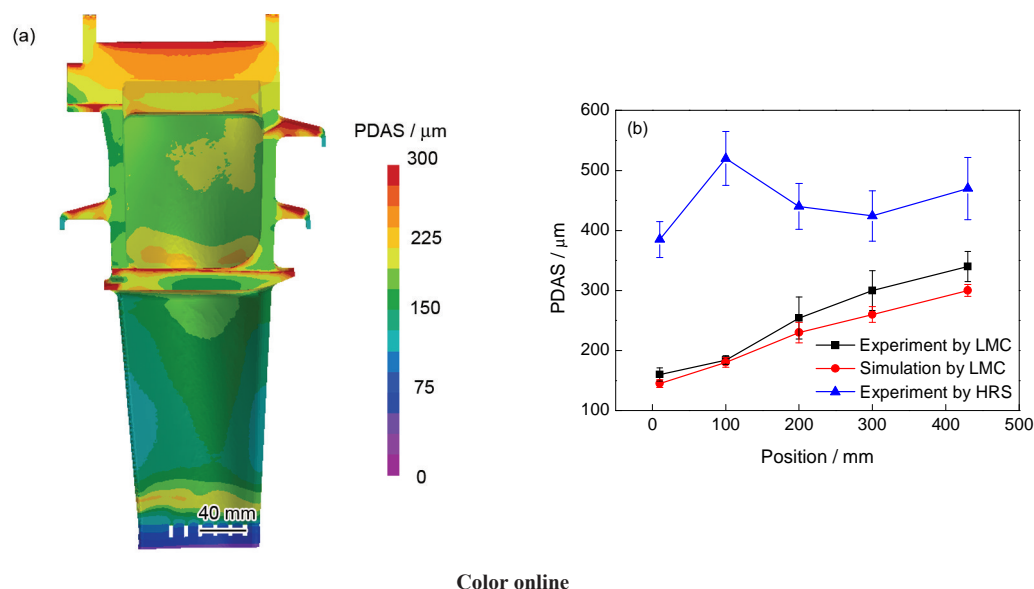 (a)
PDAS / μm
300
225
150
75
0
40 mm
(b)
600
500
400
300
200
100
PDAS / μm
0
100
200
300
400
500
Position / mm
Experiment by LMC
Simulation by LMC
Experiment by HRS
Color online